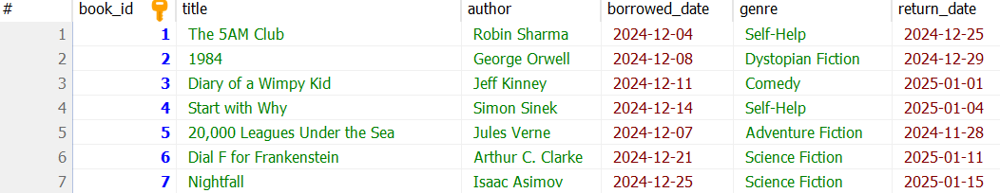 # book_id title author borrowed_date genre return_date
1 1 The 5AM Club Robin Sharma 2024-12-04 Self-Help 2024-12-25
2 2 1984 George Orwell 2024-12-08 Dystopian Fiction 2024-12-29
3 3 Diary of a Wimpy Kid Jeff Kinney 2024-12-11 Comedy 2025-01-01
4 4 Start with Why Simon Sinek 2024-12-14 Self-Help 2025-01-04
5 5 20,000 Leagues Under the Sea Jules Verne 2024-12-07 Adventure Fiction 2024-11-28
6 6 Dial F for Frankenstein Arthur C. Clarke 2024-12-21 Science Fiction 2025-01-11
7 7 Nightfall Isaac Asimov 2024-12-25 Science Fiction 2025-01-15